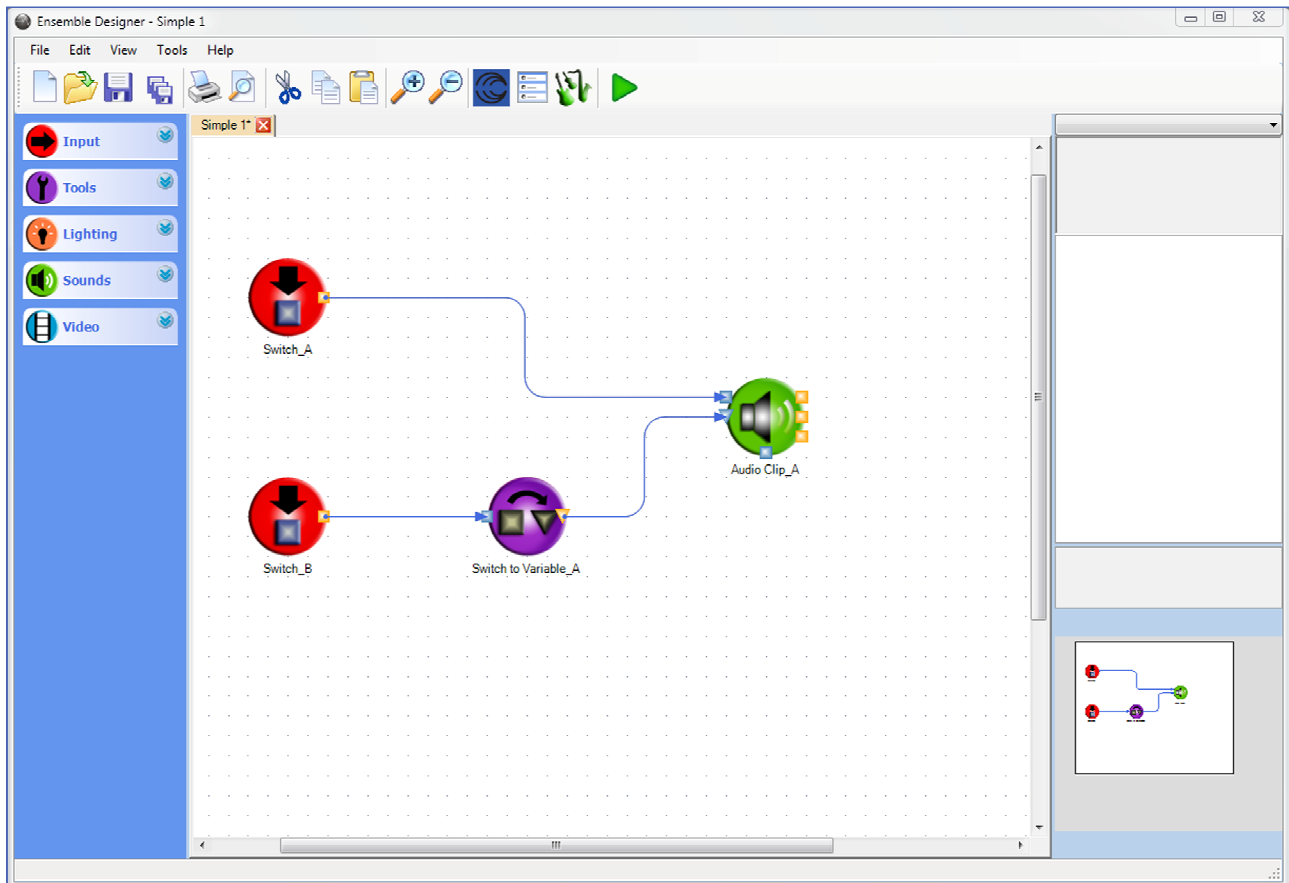 Ensemble Designer - Simple 1
File Edit View Tools Help
Simple 1*
Input
Tools
Lighting
Sounds
Video
Switch_A
Audio Clip_A
Switch_B
Switch to Variable_A